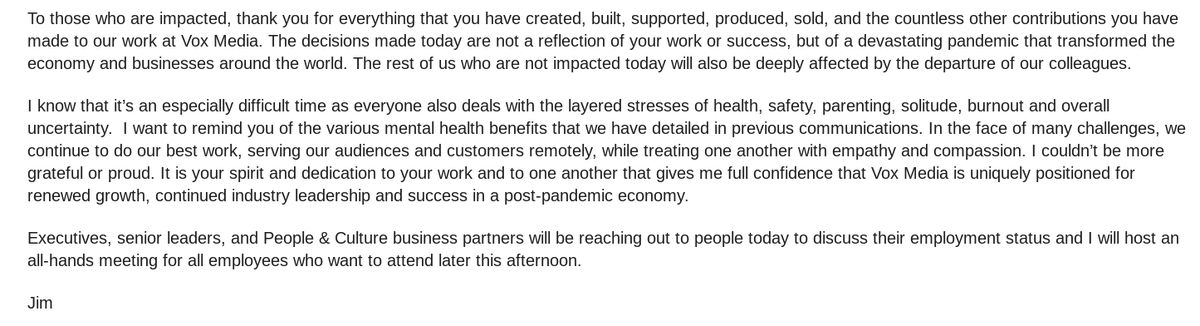 To those who are impacted, thank you for everything that you have created, built, supported, produced, sold, and the countless other contributions you have
made to our work at Vox Media. The decisions made today are not a reflection of your work or success, but of a devastating pandemic that transformed the
economy and businesses around the world. The rest of us who are not impacted today will also be deeply affected by the departure of our colleagues.
I know that it’s an especially difficult time as everyone also deals with the layered stresses of health, safety, parenting, solitude, burnout and overall
uncertainty.  I want to remind you of the various mental health benefits that we have detailed in previous communications. In the face of many challenges, we
continue to do our best work, serving our audiences and customers remotely, while treating one another with empathy and compassion. I couldn’t be more
grateful or proud. It is your spirit and dedication to your work and to one another that gives me full confidence that Vox Media is uniquely positioned for
renewed growth, continued industry leadership and success in a post-pandemic economy.
Executives, senior leaders, and People & Culture business partners will be reaching out to people today to discuss their employment status and I will host an
all-hands meeting for all employees who want to attend later this afternoon.
Jim